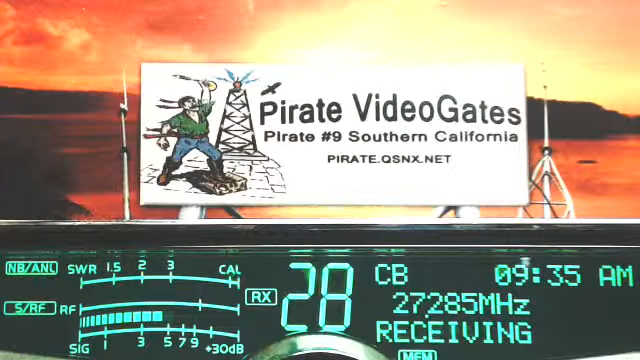 Pirate VideoGates
Pirate #9 Southern California
PIRATE.QSNX.NET
NB/ANL SWR 1.5 2 3 CAL
CB 09:35 AM
S/RF RF RX 28 27285MHz
RECEIVING
SIG 1 3 5 7 9 +30dB
MEM